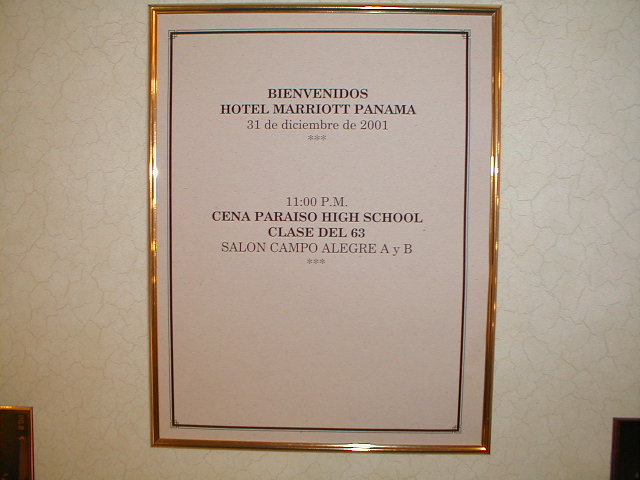 BIENVENIDOS
HOTEL MARRIOTT PANAMA
31 de diciembre de 2001
***
11:00 P.M.
CENA PARAISO HIGH SCHOOL
CLASE DEL 63
SALON CAMPO ALEGRE A y B
***